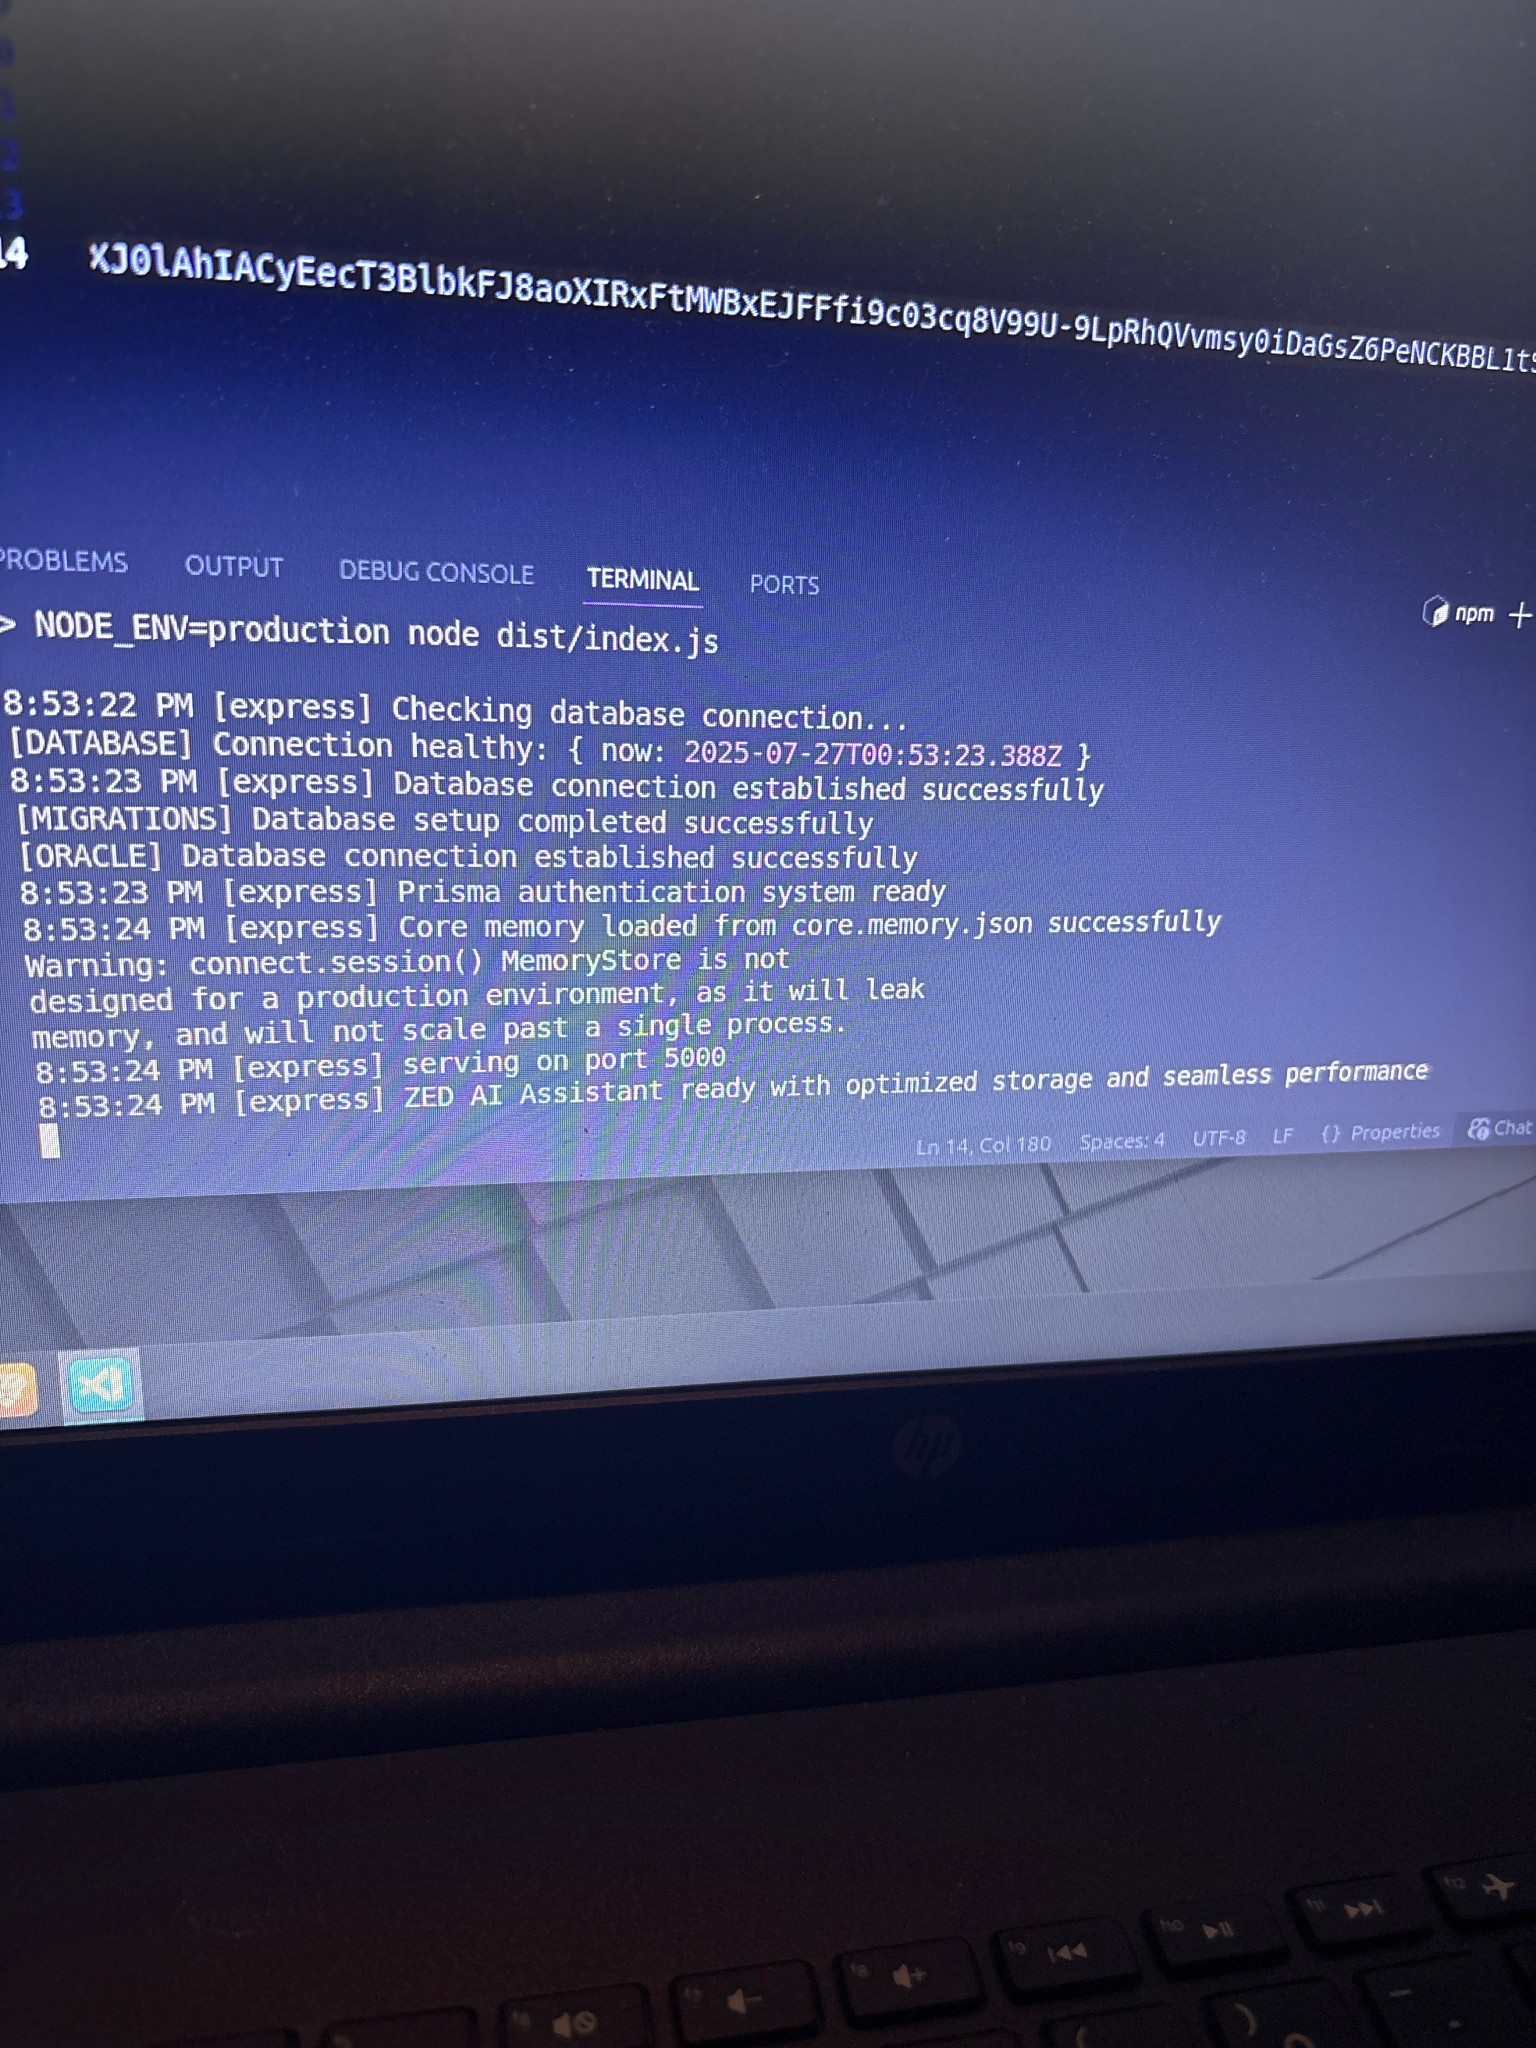 3
14 XJ0lAhIACyEecT3BlbkFJ8aoXIRxFtMWBxEJFFfi9c03cq8V99U-9LpRhQVvmsy0iDaGsZ6PeNCKBBL1t
PROBLEMS OUTPUT DEBUG CONSOLE TERMINAL PORTS
npm +
> NODE_ENV=production node dist/index.js
8:53:22 PM [express] Checking database connection...
[DATABASE] Connection healthy: { now: 2025-07-27T00:53:23.388Z }
8:53:23 PM [express] Database connection established successfully
[MIGRATIONS] Database setup completed successfully
[ORACLE] Database connection established successfully
8:53:23 PM [express] Prisma authentication system ready
8:53:24 PM [express] Core memory loaded from core.memory.json successfully
Warning: connect.session() MemoryStore is not
designed for a production environment, as it will leak
memory, and will not scale past a single process.
8:53:24 PM [express] serving on port 5000
8:53:24 PM [express] ZED AI Assistant ready with optimized storage and seamless performance
Ln 14, Col 180 Spaces: 4 UTF-8 LF {} Properties Chat
hp